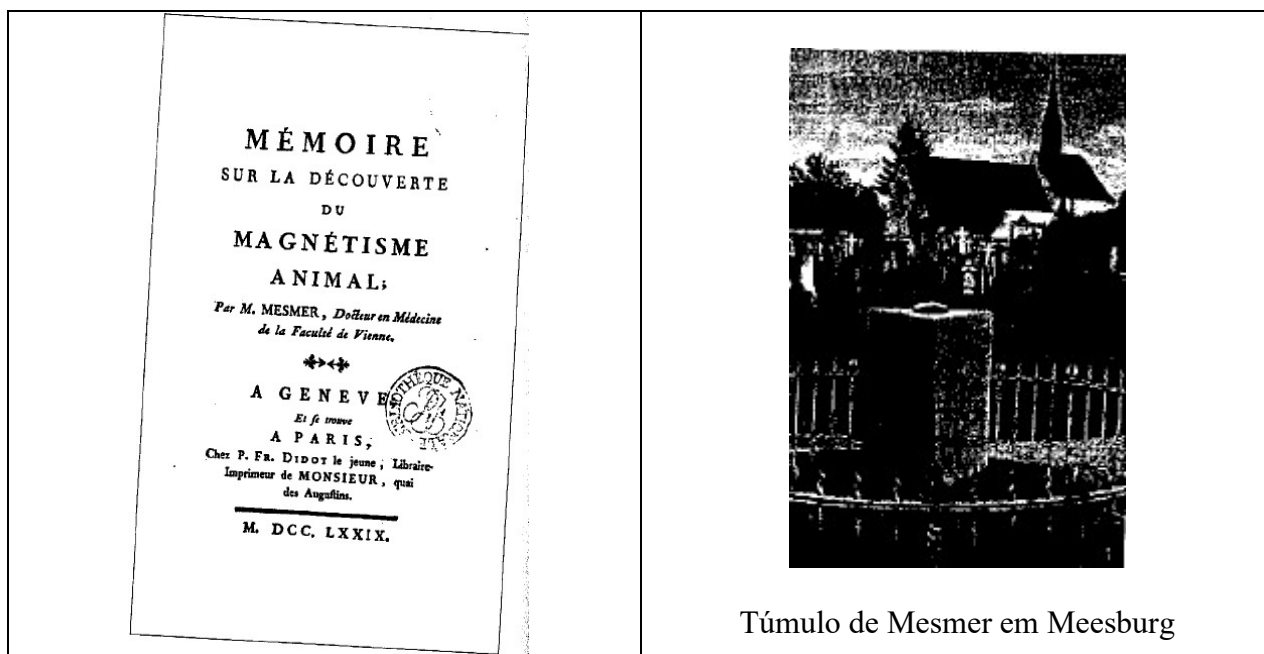 MÉMOIRE
SUR LA DÉCOUVERTE
DU
MAGNÉTISME
ANIMAL;
Par M. MESMER, Docteur en Médecine
de la Faculté de Vienne.
A GENEVE
Et se trouve
A PARIS,
Chez P. FR. DIDOT le jeune, Libraire-
Imprimeur de MONSIEUR, quai
des Augustins.
M. DCC. LXXIX.
BIBLIOTHÈQUE NATIONALE
Túmulo de Mesmer em Meesburg